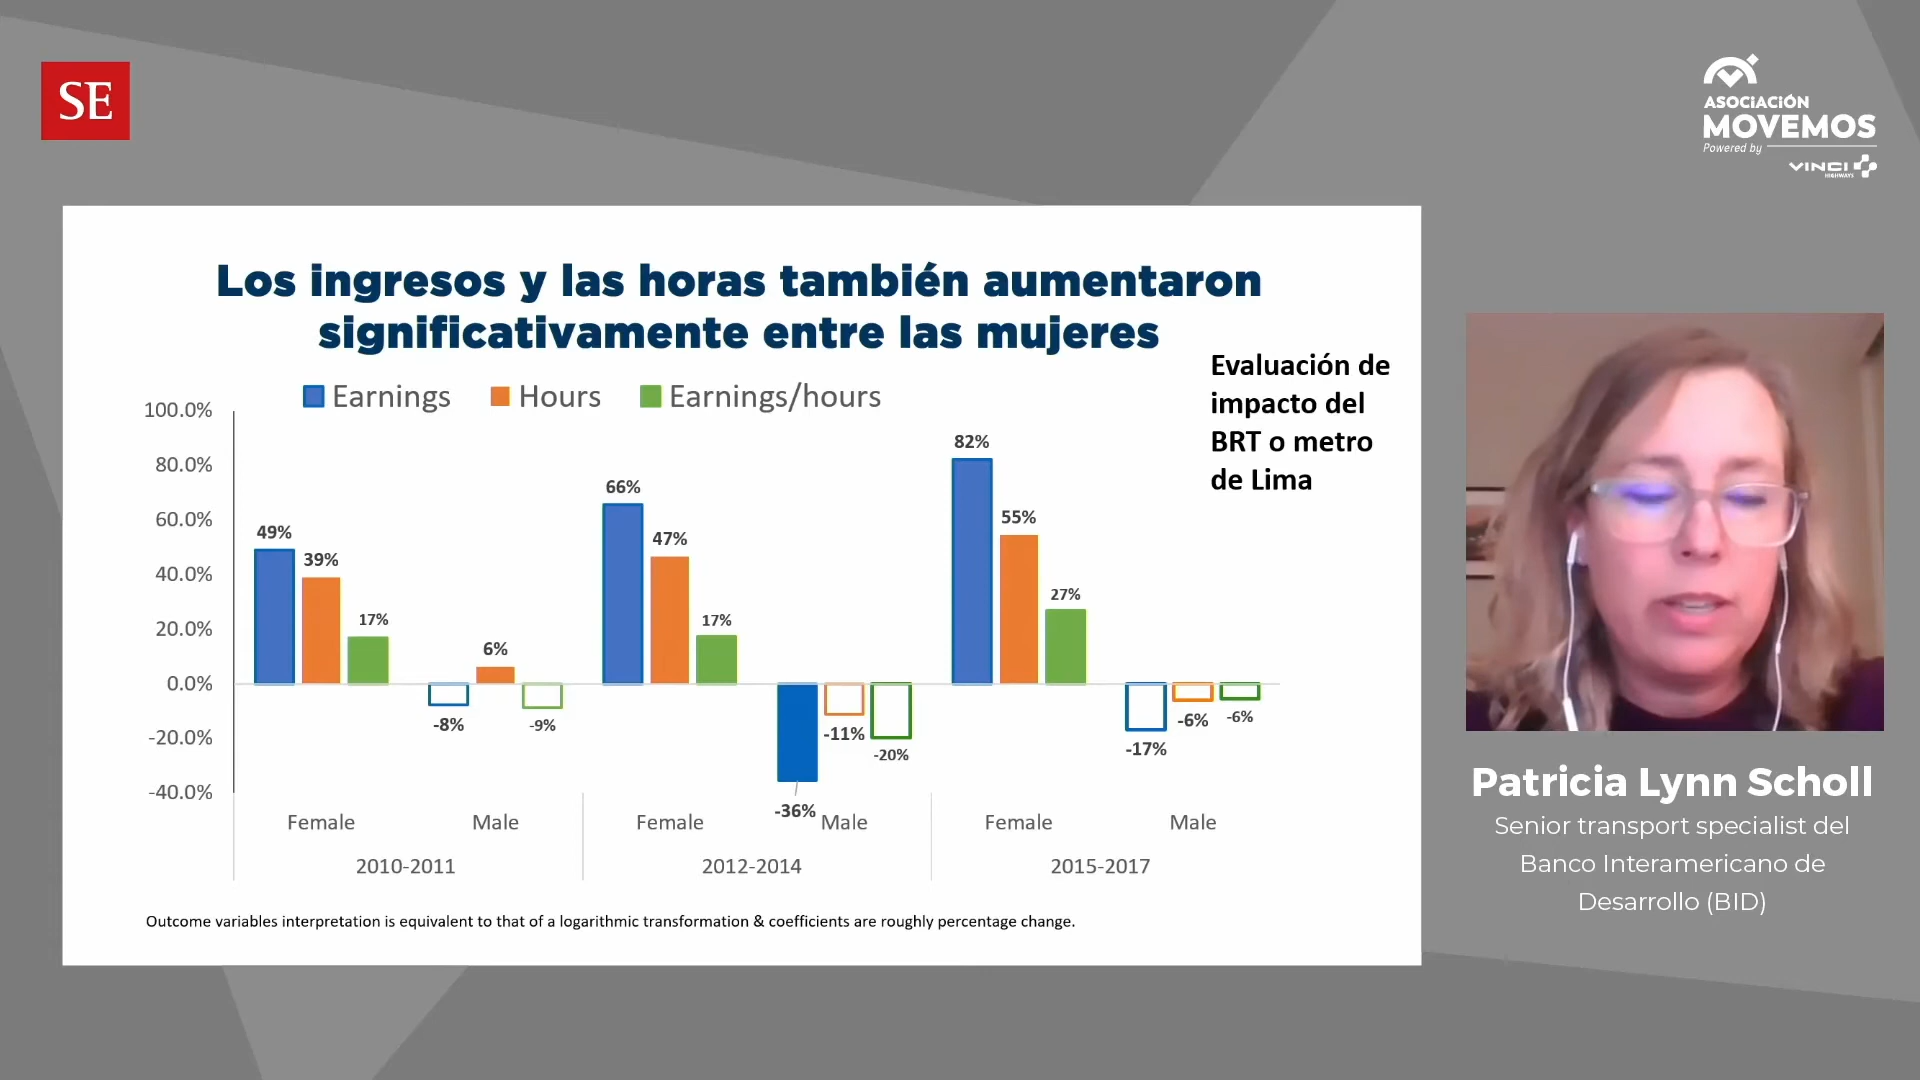 SE
ASOCIACIÓN
MOVEMOS
Powered by
VINCI
HIGHWAYS
Los ingresos y las horas también aumentaron
significativamente entre las mujeres
Evaluación de
impacto del
BRT o metro
de Lima
Earnings Hours Earnings/hours
100.0%
80.0%
60.0%
40.0%
20.0%
0.0%
-20.0%
-40.0%
49%
39%
17%
-8%
6%
-9%
66%
47%
17%
-36%
-11%
-20%
82%
55%
27%
-17%
-6%
-6%
Female Male Female Male Female Male
2010-2011 2012-2014 2015-2017
Outcome variables interpretation is equivalent to that of a logarithmic transformation & coefficients are roughly percentage change.
Patricia Lynn Scholl
Senior transport specialist del
Banco Interamericano de
Desarrollo (BID)